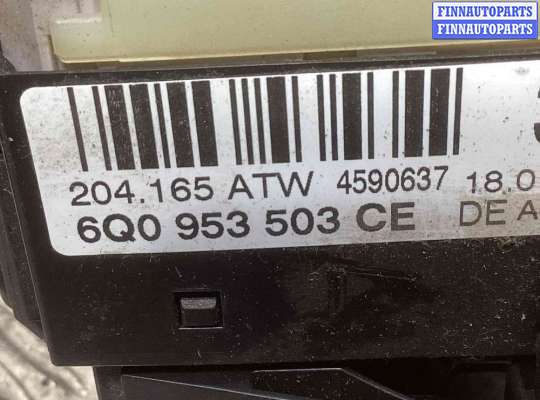 FINNAUTOPARTS
FINNAUTOPARTS
204.165 ATW 4590637 18.0
6Q0 953 503 CE DE A